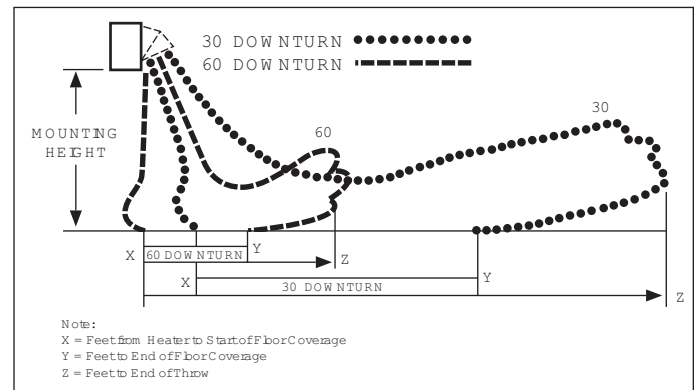 30 DOWNTURN
60 DOWNTURN
MOUNTING
HEIGHT
60
30
X 60 DOWNTURN Y Z
X 30 DOWNTURN Y Z
Note:
X = Feet from Heater to Start of Floor Coverage
Y = Feet to End of Floor Coverage
Z = Feet to End of Throw